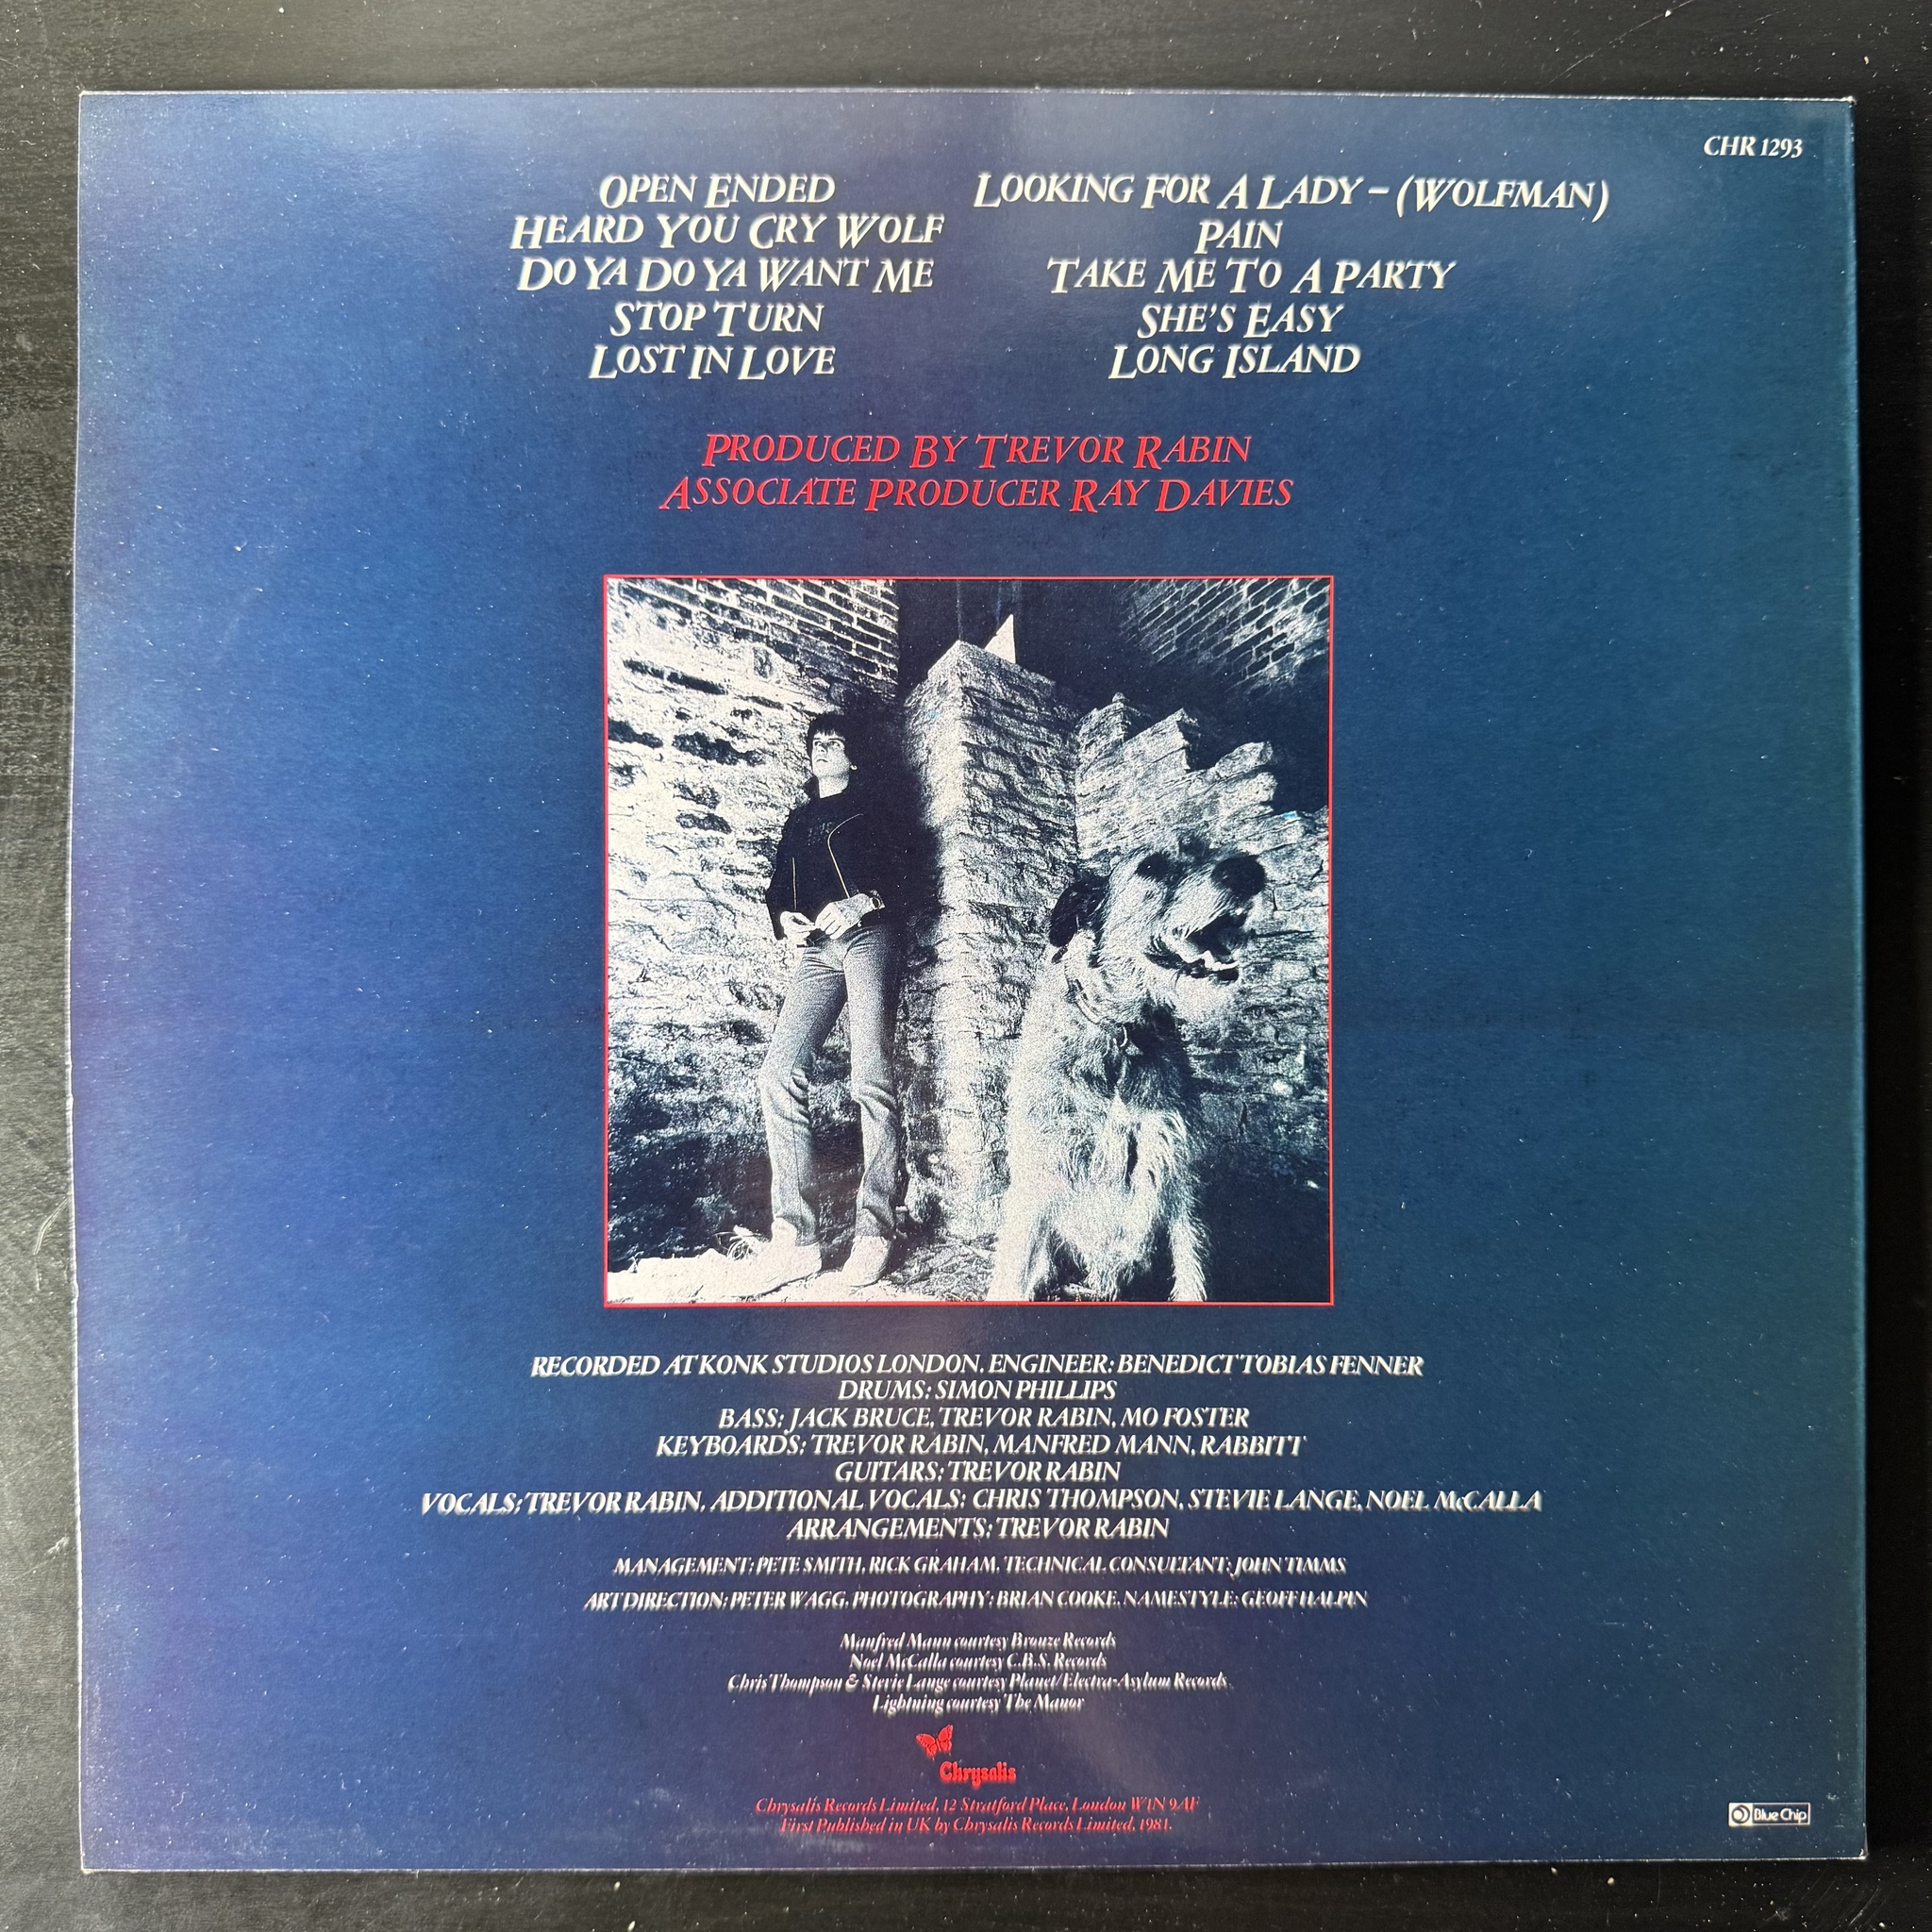 CHR 1293
OPEN ENDED
HEARD YOU CRY WOLF
DO YA DO YA WANT ME
STOP TURN
LOST IN LOVE
LOOKING FOR A LADY – (WOLFMAN)
PAIN
TAKE ME TO A PARTY
SHE'S EASY
LONG ISLAND
PRODUCED BY TREVOR RABIN
ASSOCIATE PRODUCER RAY DAVIES
RECORDED AT KONK STUDIOS LONDON. ENGINEER: BENEDICT TOBIAS FENNER
DRUMS: SIMON PHILLIPS
BASS: JACK BRUCE, TREVOR RABIN, MO FOSTER
KEYBOARDS: TREVOR RABIN, MANFRED MANN, RABBITT
GUITARS: TREVOR RABIN
VOCALS: TREVOR RABIN, ADDITIONAL VOCALS: CHRIS THOMPSON, STEVIE LANGE, NOEL McCALLA
ARRANGEMENTS: TREVOR RABIN
MANAGEMENT: PETE SMITH, RICK GRAHAM. TECHNICAL CONSULTANT: JOHN TIMMS
ART DIRECTION: PETER WAGG. PHOTOGRAPHY: BRIAN COOKE, NAMESTYLE: GEOFF HALPIN
Manfred Mann courtesy Bronze Records
Noel McCalla courtesy C.B.S. Records
Chris Thompson & Stevie Lange courtesy Planet/Electra-Asylum Records
Lightning courtesy The Manor
Chrysalis
Chrysalis Records Limited, 12 Stratford Place, London W1N 9AF
First Published in UK by Chrysalis Records Limited, 1981.
Blue Chip